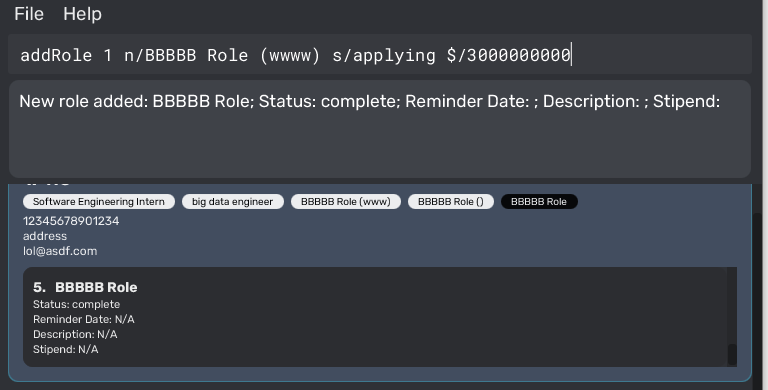 File Help
addRole 1 n/BBBBB Role (wwww) s/applying $/3000000000
New role added: BBBBB Role; Status: complete; Reminder Date: ; Description: ; Stipend:
Software Engineering Intern big data engineer BBBBB Role (www) BBBBB Role () BBBBB Role
12345678901234
address
lol@asdf.com
5. BBBBB Role
Status: complete
Reminder Date: N/A
Description: N/A
Stipend: N/A